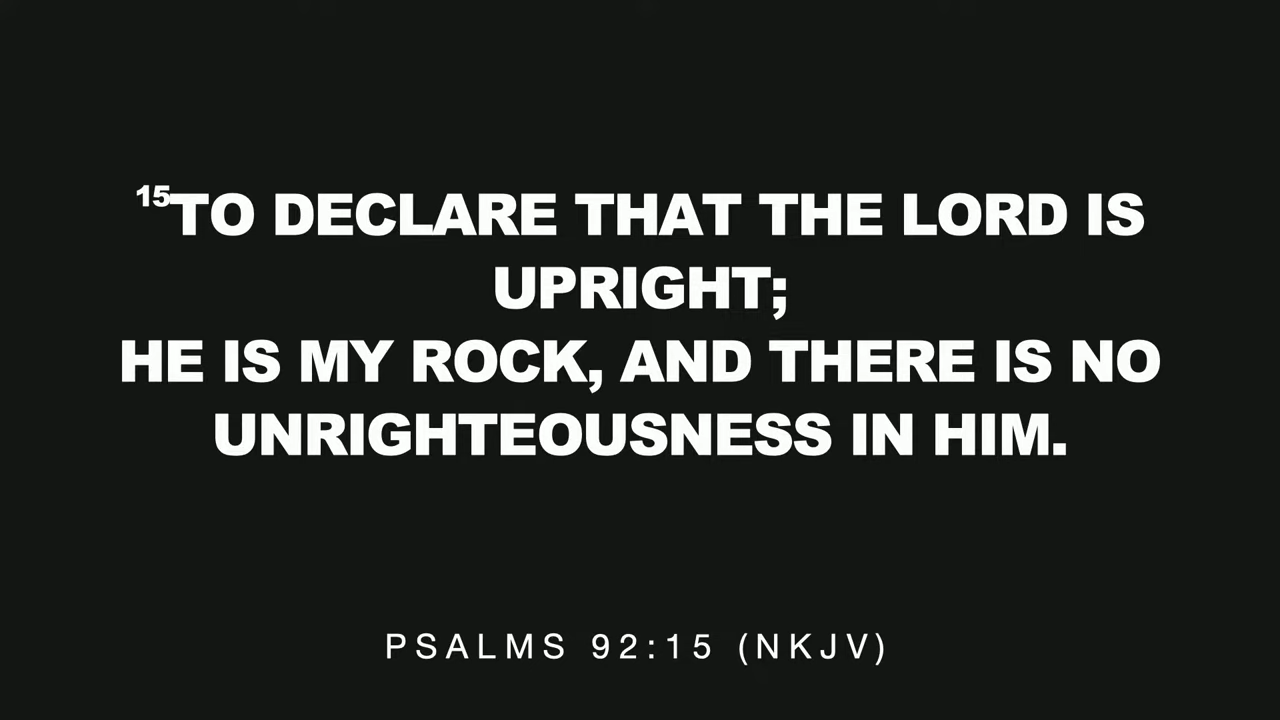 15TO DECLARE THAT THE LORD IS
UPRIGHT;
HE IS MY ROCK, AND THERE IS NO
UNRIGHTEOUSNESS IN HIM.
PSALMS 92:15 (NKJV)